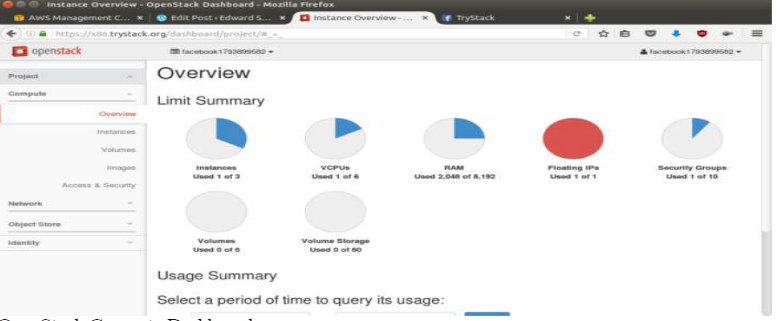 Instance Overview - OpenStack Dashboard - Mozilla Firefox
AWS Management C... × Edit Post ‹ Edward S... × Instance Overview - ... × TryStack ×
https://x86.trystack.org/dashboard/project/#_=_
openstack facebook1793899582 facebook1793899582
Project
Compute
Overview
Instances
Volumes
Images
Access & Security
Network
Object Store
Identity
Overview
Limit Summary
Instances
Used 1 of 3
VCPUs
Used 1 of 6
RAM
Used 2,048 of 8,192
Floating IPs
Used 1 of 1
Security Groups
Used 1 of 10
Volumes
Used 0 of 5
Volume Storage
Used 0 of 50
Usage Summary
Select a period of time to query its usage: